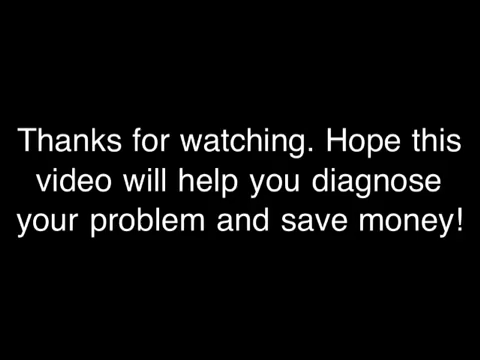 Thanks for watching. Hope this
video will help you diagnose
your problem and save money!